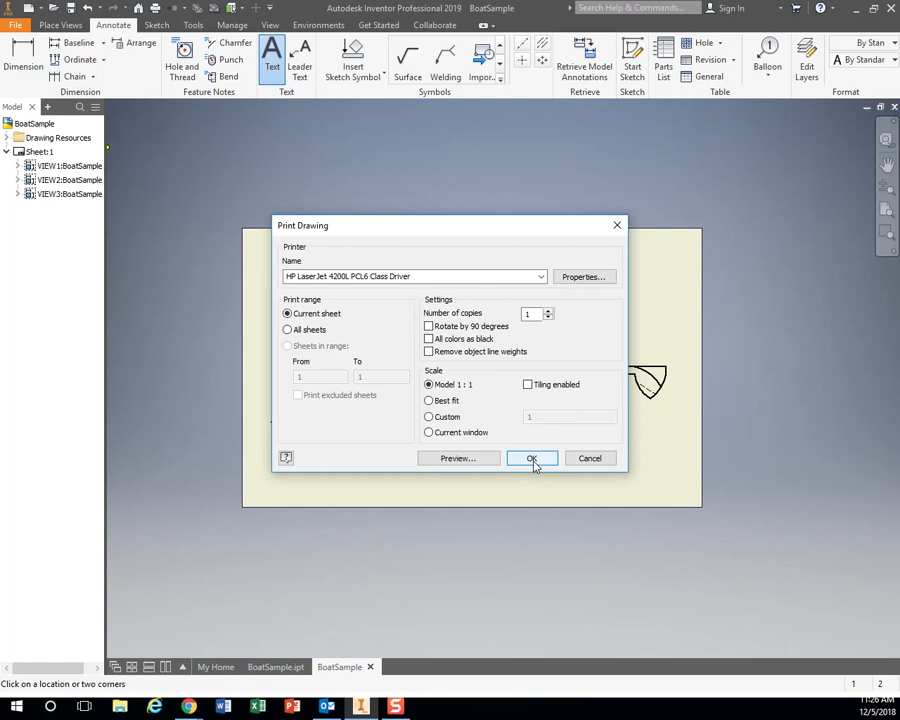 Autodesk Inventor Professional 2019 BoatSample
Search Help & Commands... Sign In
File Place Views Annotate Sketch Tools Manage View Environments Get Started Collaborate
Dimension
Baseline
Ordinate
Chain
Arrange
Dimension
Hole and
Thread
Chamfer
Punch
Bend
Feature Notes
Text
Leader
Text
Text
Insert
Sketch Symbol
Surface
Welding
Impor...
Symbols
Retrieve Model
Annotations
Retrieve
Start
Sketch
Sketch
Parts
List
Hole
Revision
General
Table
Balloon
Edit
Layers
By Stan
By Standar
Format
Model
BoatSample
Drawing Resources
Sheet:1
VIEW1:BoatSample
VIEW2:BoatSample
VIEW3:BoatSample
Print Drawing
Printer
Name
HP LaserJet 4200L PCL6 Class Driver
Properties...
Print range
Current sheet
All sheets
Sheets in range:
From To
1 1
Print excluded sheets
Settings
Number of copies 1
Rotate by 90 degrees
All colors as black
Remove object line weights
Scale
Model 1 : 1
Tiling enabled
Best fit
Custom 1
Current window
Preview... OK Cancel
My Home BoatSample.ipt BoatSample
Click on a location or two corners 1 2
11:26 AM
12/5/2018